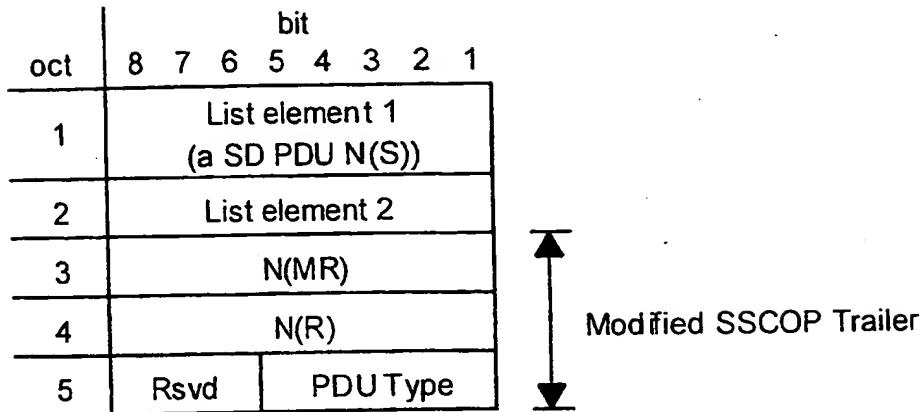 bit
oct 8 7 6 5 4 3 2 1
1 List element 1
(a SD PDU N(S))
2 List element 2
3 N(MR)
4 N(R)
Modified SSCOP Trailer
5 Rsvd PDU Type